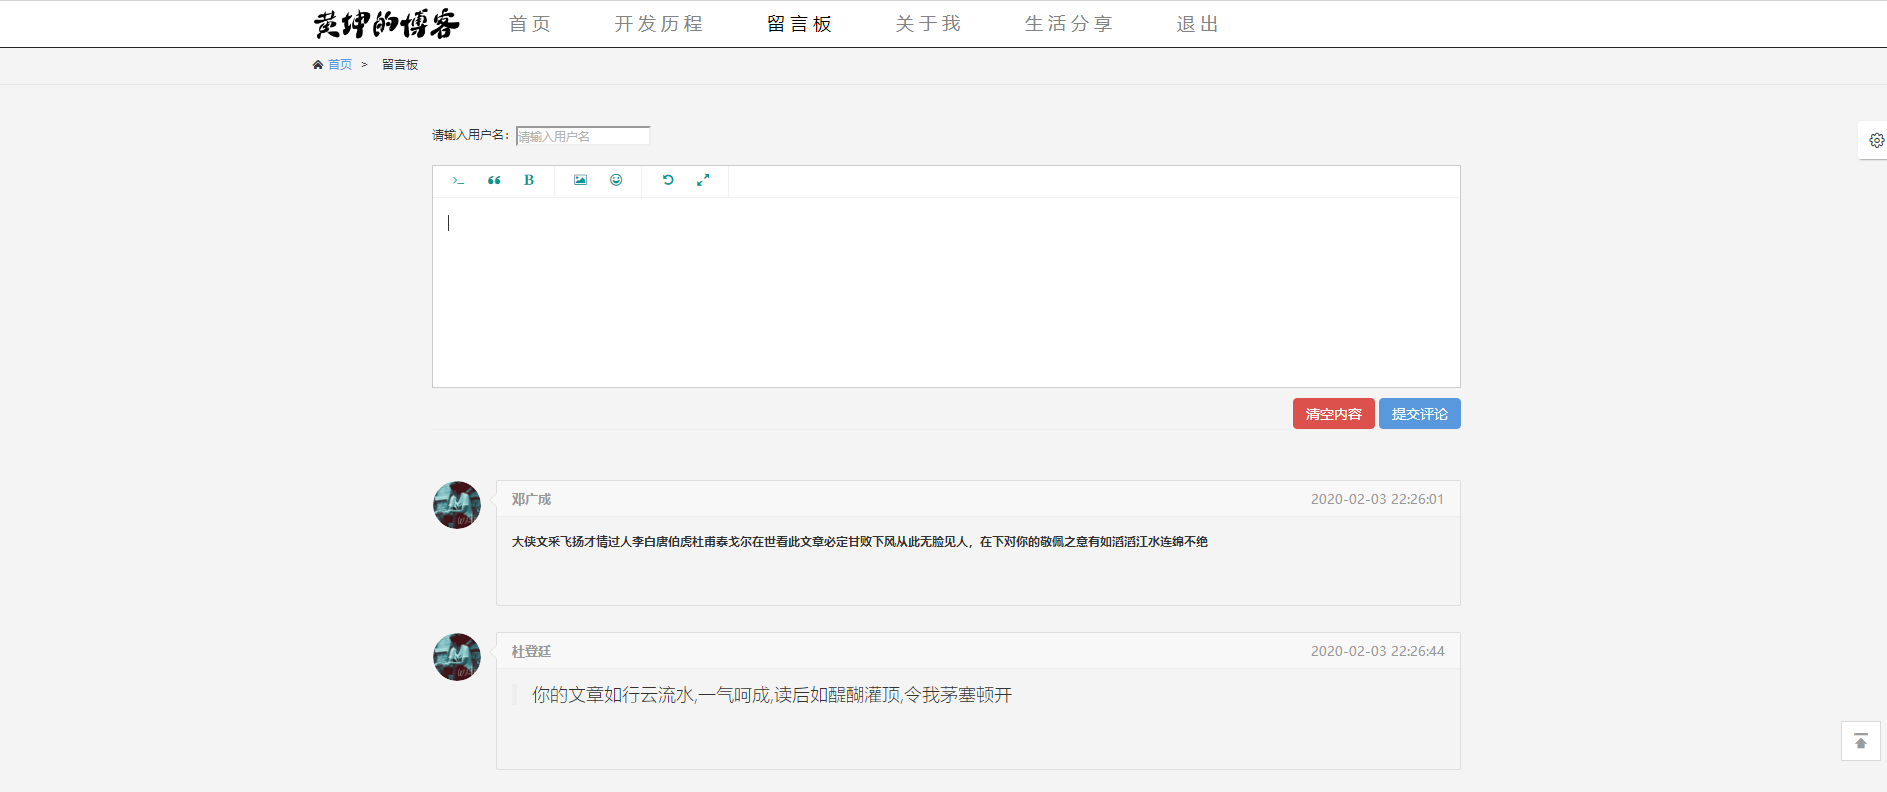 黄坤的博客 首页 开发历程 留言板 关于我 生活分享 退出
首页 > 留言板
请输入用户名： 请输入用户名
B
清空内容 提交评论
邓广成 2020-02-03 22:26:01
大侠文采飞扬才情过人李白唐伯虎杜甫泰戈尔在世看此文章必定甘败下风从此无脸见人，在下对你的敬佩之意有如滔滔江水连绵不绝
杜登廷 2020-02-03 22:26:44
你的文章如行云流水,一气呵成,读后如醍醐灌顶,令我茅塞顿开